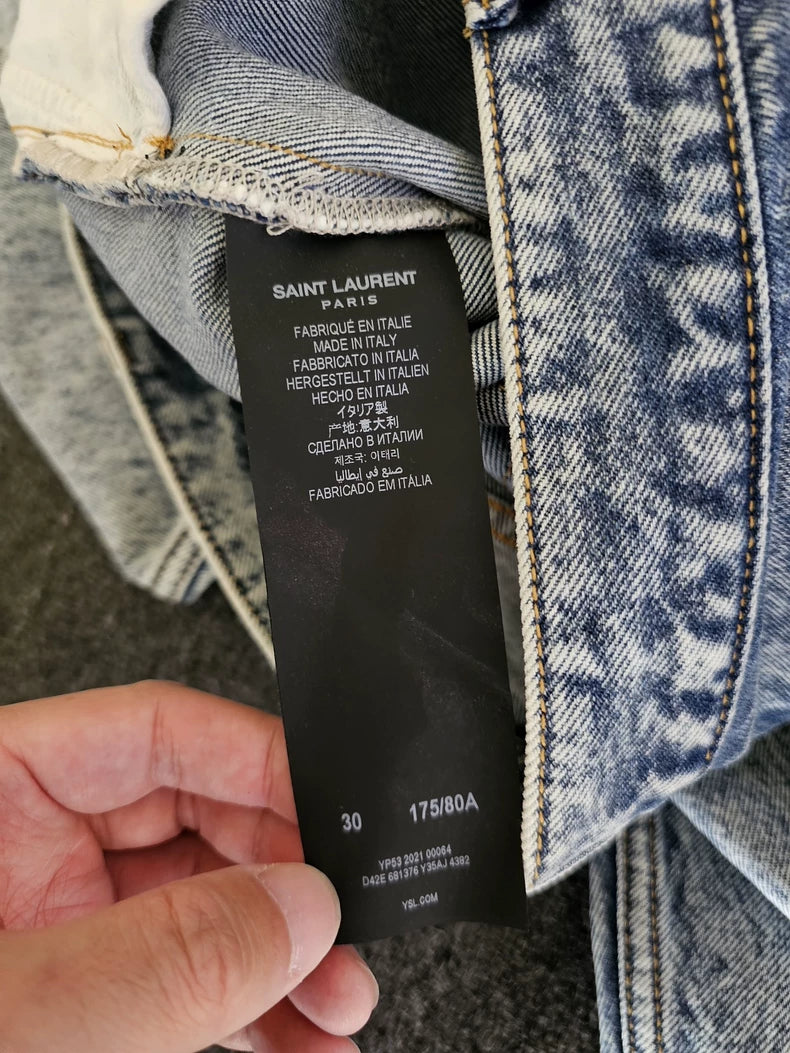 SAINT LAURENT
PARIS
FABRIQUÉ EN ITALIE
MADE IN ITALY
FABBRICATO IN ITALIA
HERGESTELLT IN ITALIEN
HECHO EN ITALIA
イタリア製
产地:意大利
СДЕЛАНО В ИТАЛИИ
제조국: 이태리
صنع في إيطاليا
FABRICADO EM ITÀLIA
30 175/80A
YP53 2021 00064
D42E 681376 Y35AJ 4382
YSL.COM